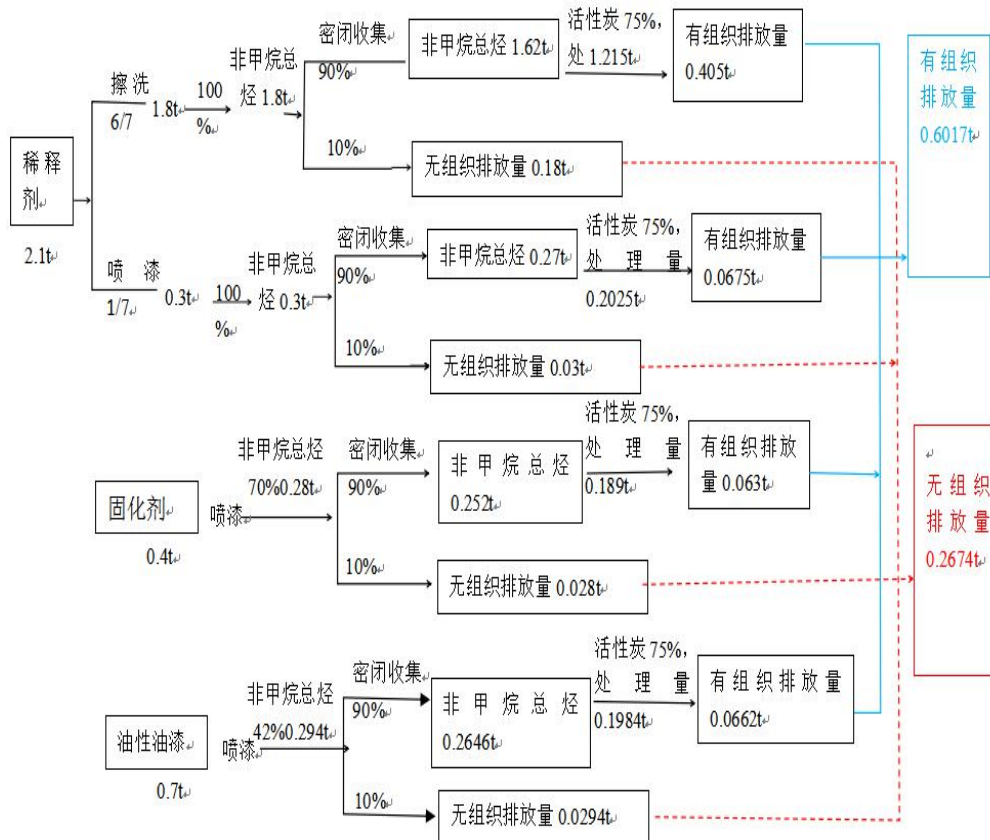 稀释
剂
2.1t
擦洗
6/7
1.8t
100
%
非甲烷总
烃 1.8t
密闭收集
90%
非甲烷总烃 1.62t
活性炭 75%,
处 1.215t
有组织排放量
0.405t
10%
无组织排放量 0.18t
喷漆
1/7
0.3t
100
%
非甲烷总
烃 0.3t
密闭收集
90%
非甲烷总烃 0.27t
活性炭 75%,
处理量
0.2025t
有组织排放量
0.0675t
10%
无组织排放量 0.03t
固化剂
0.4t
喷漆
非甲烷总烃
70%0.28t
密闭收集
90%
非甲烷总烃
0.252t
活性炭 75%,
处理量
0.189t
有组织排放
量 0.063t
10%
无组织排放量 0.028t
油性油漆
0.7t
喷漆
非甲烷总烃
42%0.294t
密闭收集
90%
非甲烷总烃
0.2646t
活性炭 75%,
处理量
0.1984t
有组织排放量
0.0662t
10%
无组织排放量 0.0294t
有组织
排放量
0.6017t
无组织
排放量
0.2674t